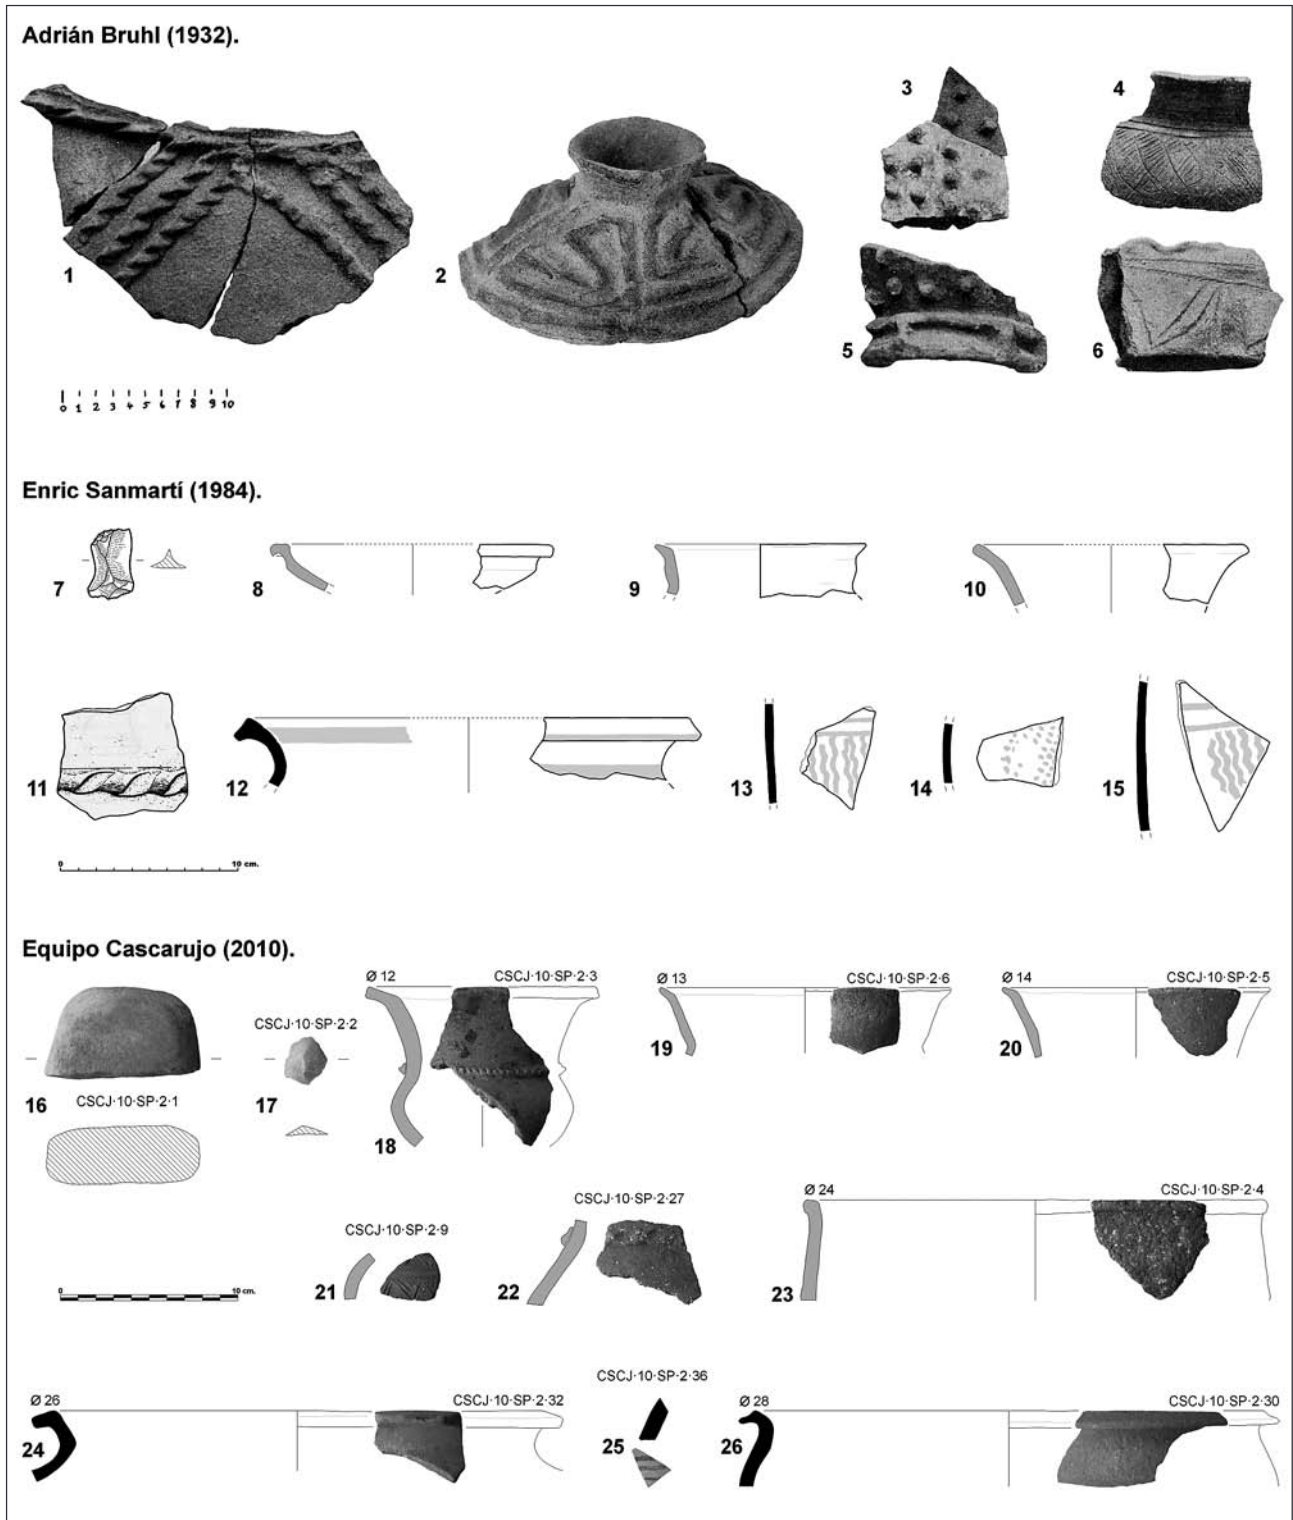 Adrián Bruhl (1932).
1
2
3
4
5
6
0 1 2 3 4 5 6 7 8 9 10
Enric Sanmartí (1984).
7
8
9
10
11
12
13
14
15
0 10 cm.
Equipo Cascarujo (2010).
16
CSCJ·10·SP·2·1
CSCJ·10·SP·2·2
17
Ø 12
CSCJ·10·SP·2·3
18
Ø 13
CSCJ·10·SP·2·6
19
Ø 14
CSCJ·10·SP·2·5
20
CSCJ·10·SP·2·9
21
CSCJ·10·SP·2·27
22
Ø 24
CSCJ·10·SP·2·4
23
0 10 cm.
Ø 26
CSCJ·10·SP·2·32
24
CSCJ·10·SP·2·36
25
Ø 28
CSCJ·10·SP·2·30
26